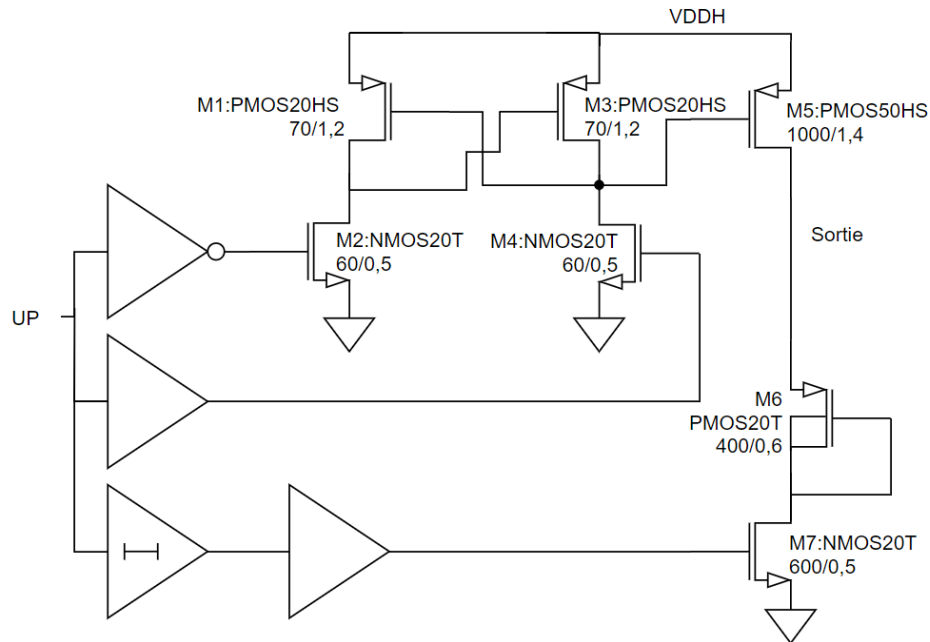 VDDH
M1:PMOS20HS
70/1,2
M3:PMOS20HS
70/1,2
M5:PMOS50HS
1000/1,4
M2:NMOS20T
60/0,5
M4:NMOS20T
60/0,5
Sortie
UP
M6
PMOS20T
400/0,6
M7:NMOS20T
600/0,5